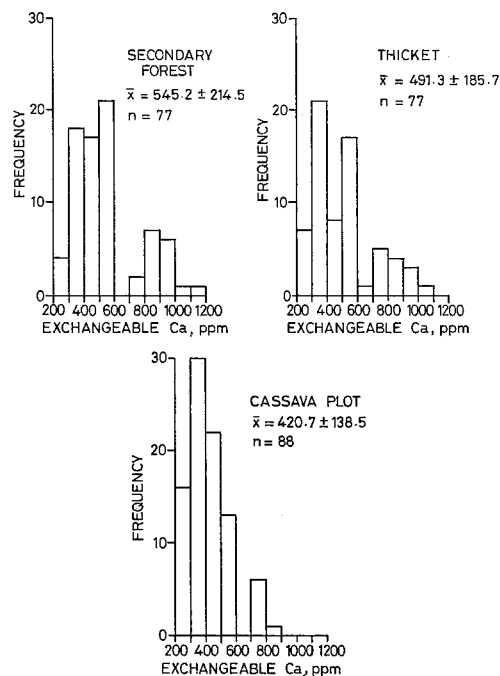 30
20
10
0
FREQUENCY
SECONDARY
FOREST
x̄ = 545.2 ± 214.5
n = 77
200 400 600 800 1000 1200
EXCHANGEABLE Ca, ppm
30
20
10
0
FREQUENCY
THICKET
x̄ = 491.3 ± 185.7
n = 77
200 400 600 800 1000 1200
EXCHANGEABLE Ca, ppm
30
20
10
0
FREQUENCY
CASSAVA PLOT
x̄ = 420.7 ± 138.5
n = 88
200 400 600 800 1000 1200
EXCHANGEABLE Ca, ppm